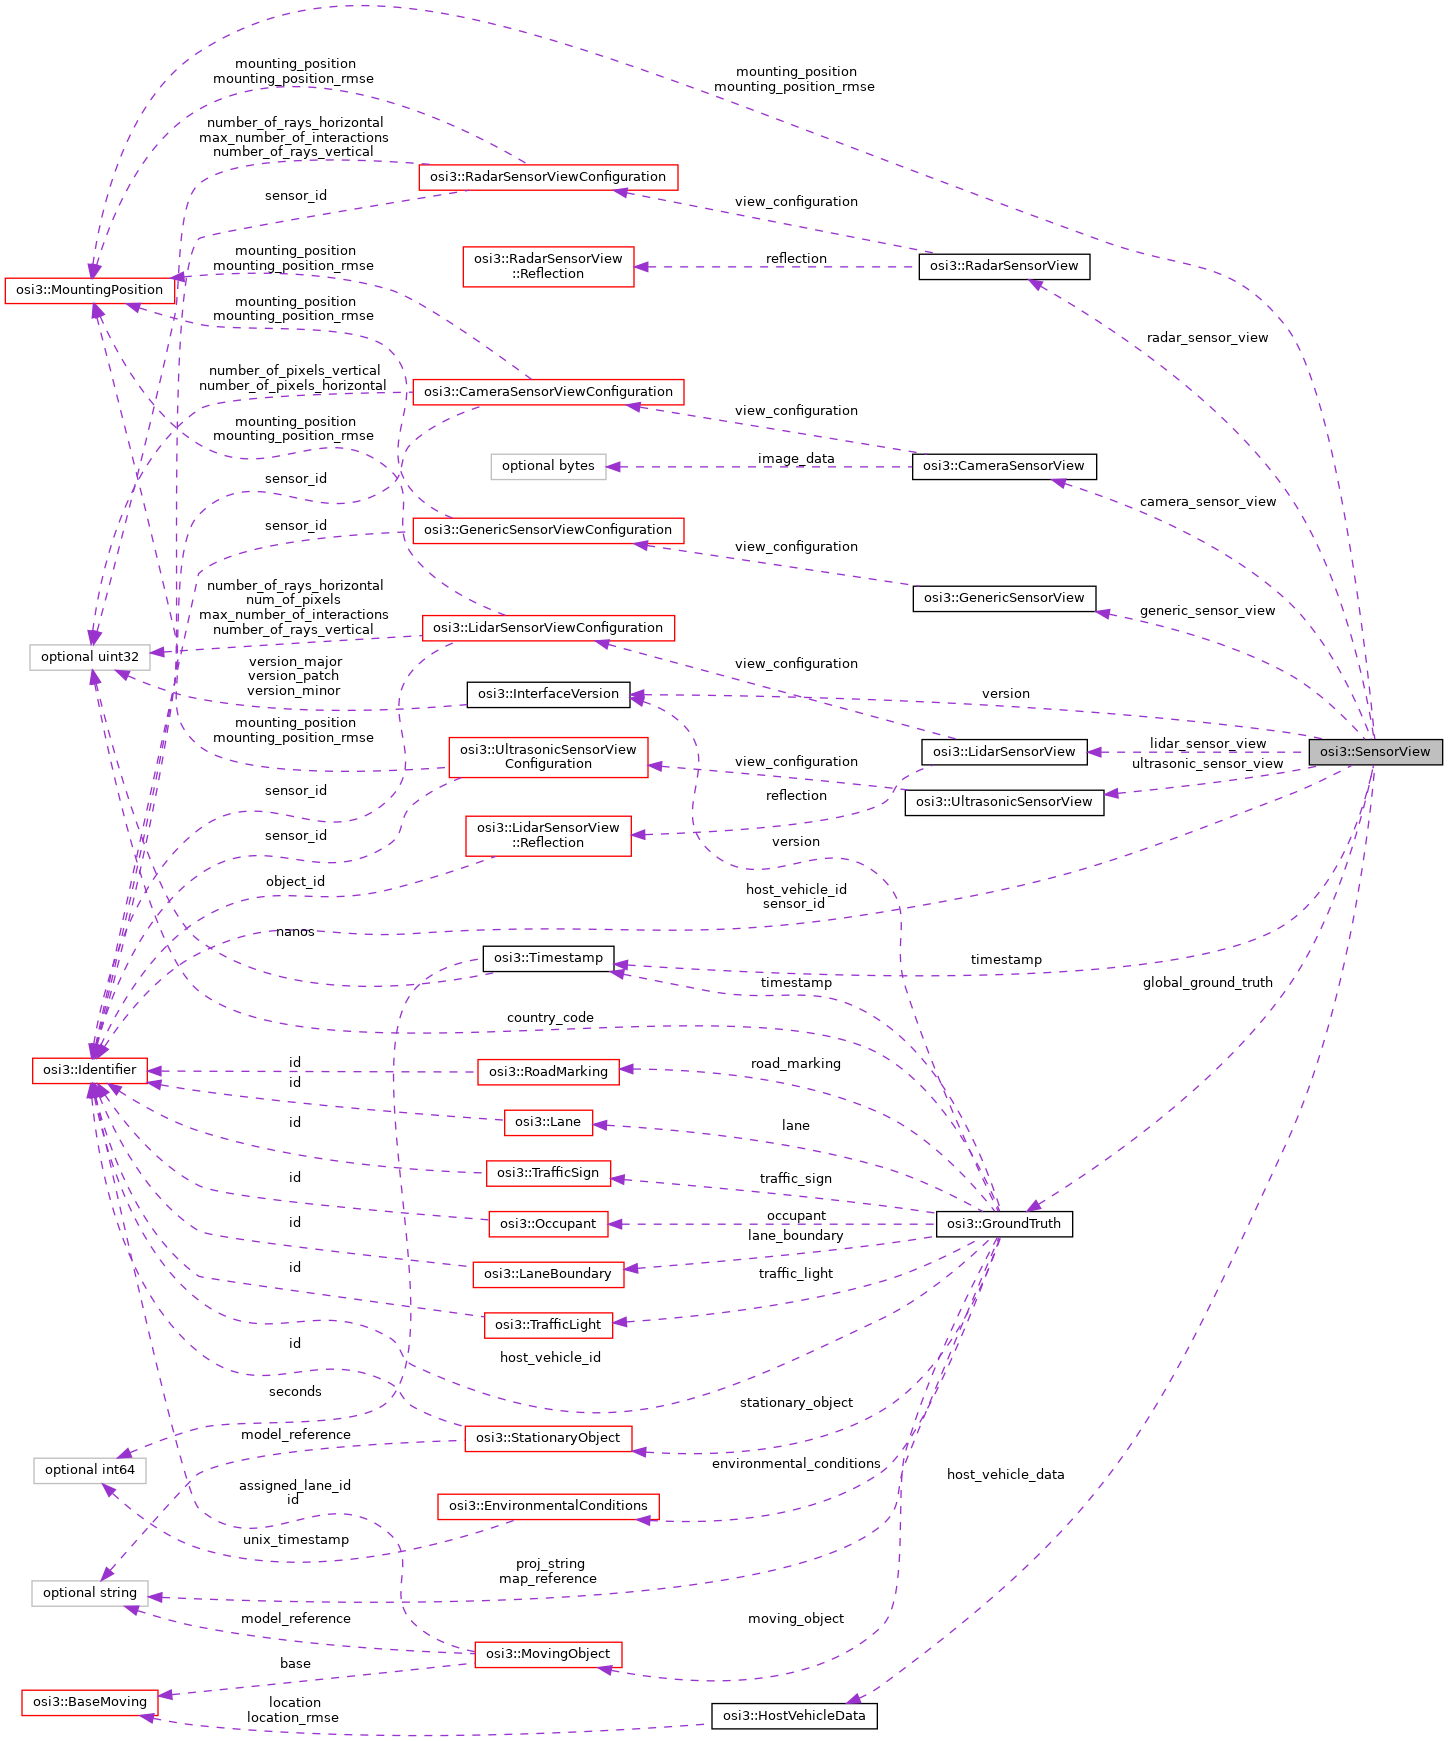 mounting_position
mounting_position_rmse
mounting_position
mounting_position_rmse
number_of_rays_horizontal
max_number_of_interactions
number_of_rays_vertical
osi3::RadarSensorViewConfiguration
sensor_id
view_configuration
mounting_position
mounting_position_rmse
osi3::RadarSensorView
::Reflection
reflection
osi3::RadarSensorView
osi3::MountingPosition
mounting_position
mounting_position_rmse
radar_sensor_view
number_of_pixels_vertical
number_of_pixels_horizontal
osi3::CameraSensorViewConfiguration
view_configuration
mounting_position
mounting_position_rmse
optional bytes
image_data
osi3::CameraSensorView
sensor_id
camera_sensor_view
sensor_id
osi3::GenericSensorViewConfiguration
view_configuration
number_of_rays_horizontal
num_of_pixels
max_number_of_interactions
number_of_rays_vertical
osi3::GenericSensorView
generic_sensor_view
osi3::LidarSensorViewConfiguration
optional uint32
view_configuration
version_major
version_patch
version_minor
osi3::InterfaceVersion
version
mounting_position
mounting_position_rmse
osi3::UltrasonicSensorView
Configuration
view_configuration
osi3::LidarSensorView
lidar_sensor_view
ultrasonic_sensor_view
osi3::SensorView
sensor_id
reflection
osi3::UltrasonicSensorView
sensor_id
osi3::LidarSensorView
::Reflection
version
object_id
host_vehicle_id
sensor_id
nanos
osi3::Timestamp
timestamp
timestamp
global_ground_truth
country_code
osi3::Identifier
id
osi3::RoadMarking
road_marking
id
id
osi3::Lane
lane
id
osi3::TrafficSign
traffic_sign
id
osi3::Occupant
occupant
osi3::GroundTruth
lane_boundary
id
osi3::LaneBoundary
traffic_light
osi3::TrafficLight
id
host_vehicle_id
seconds
stationary_object
model_reference
osi3::StationaryObject
optional int64
environmental_conditions
host_vehicle_data
assigned_lane_id
id
osi3::EnvironmentalConditions
unix_timestamp
proj_string
map_reference
optional string
model_reference
moving_object
osi3::MovingObject
base
osi3::BaseMoving
location
location_rmse
osi3::HostVehicleData